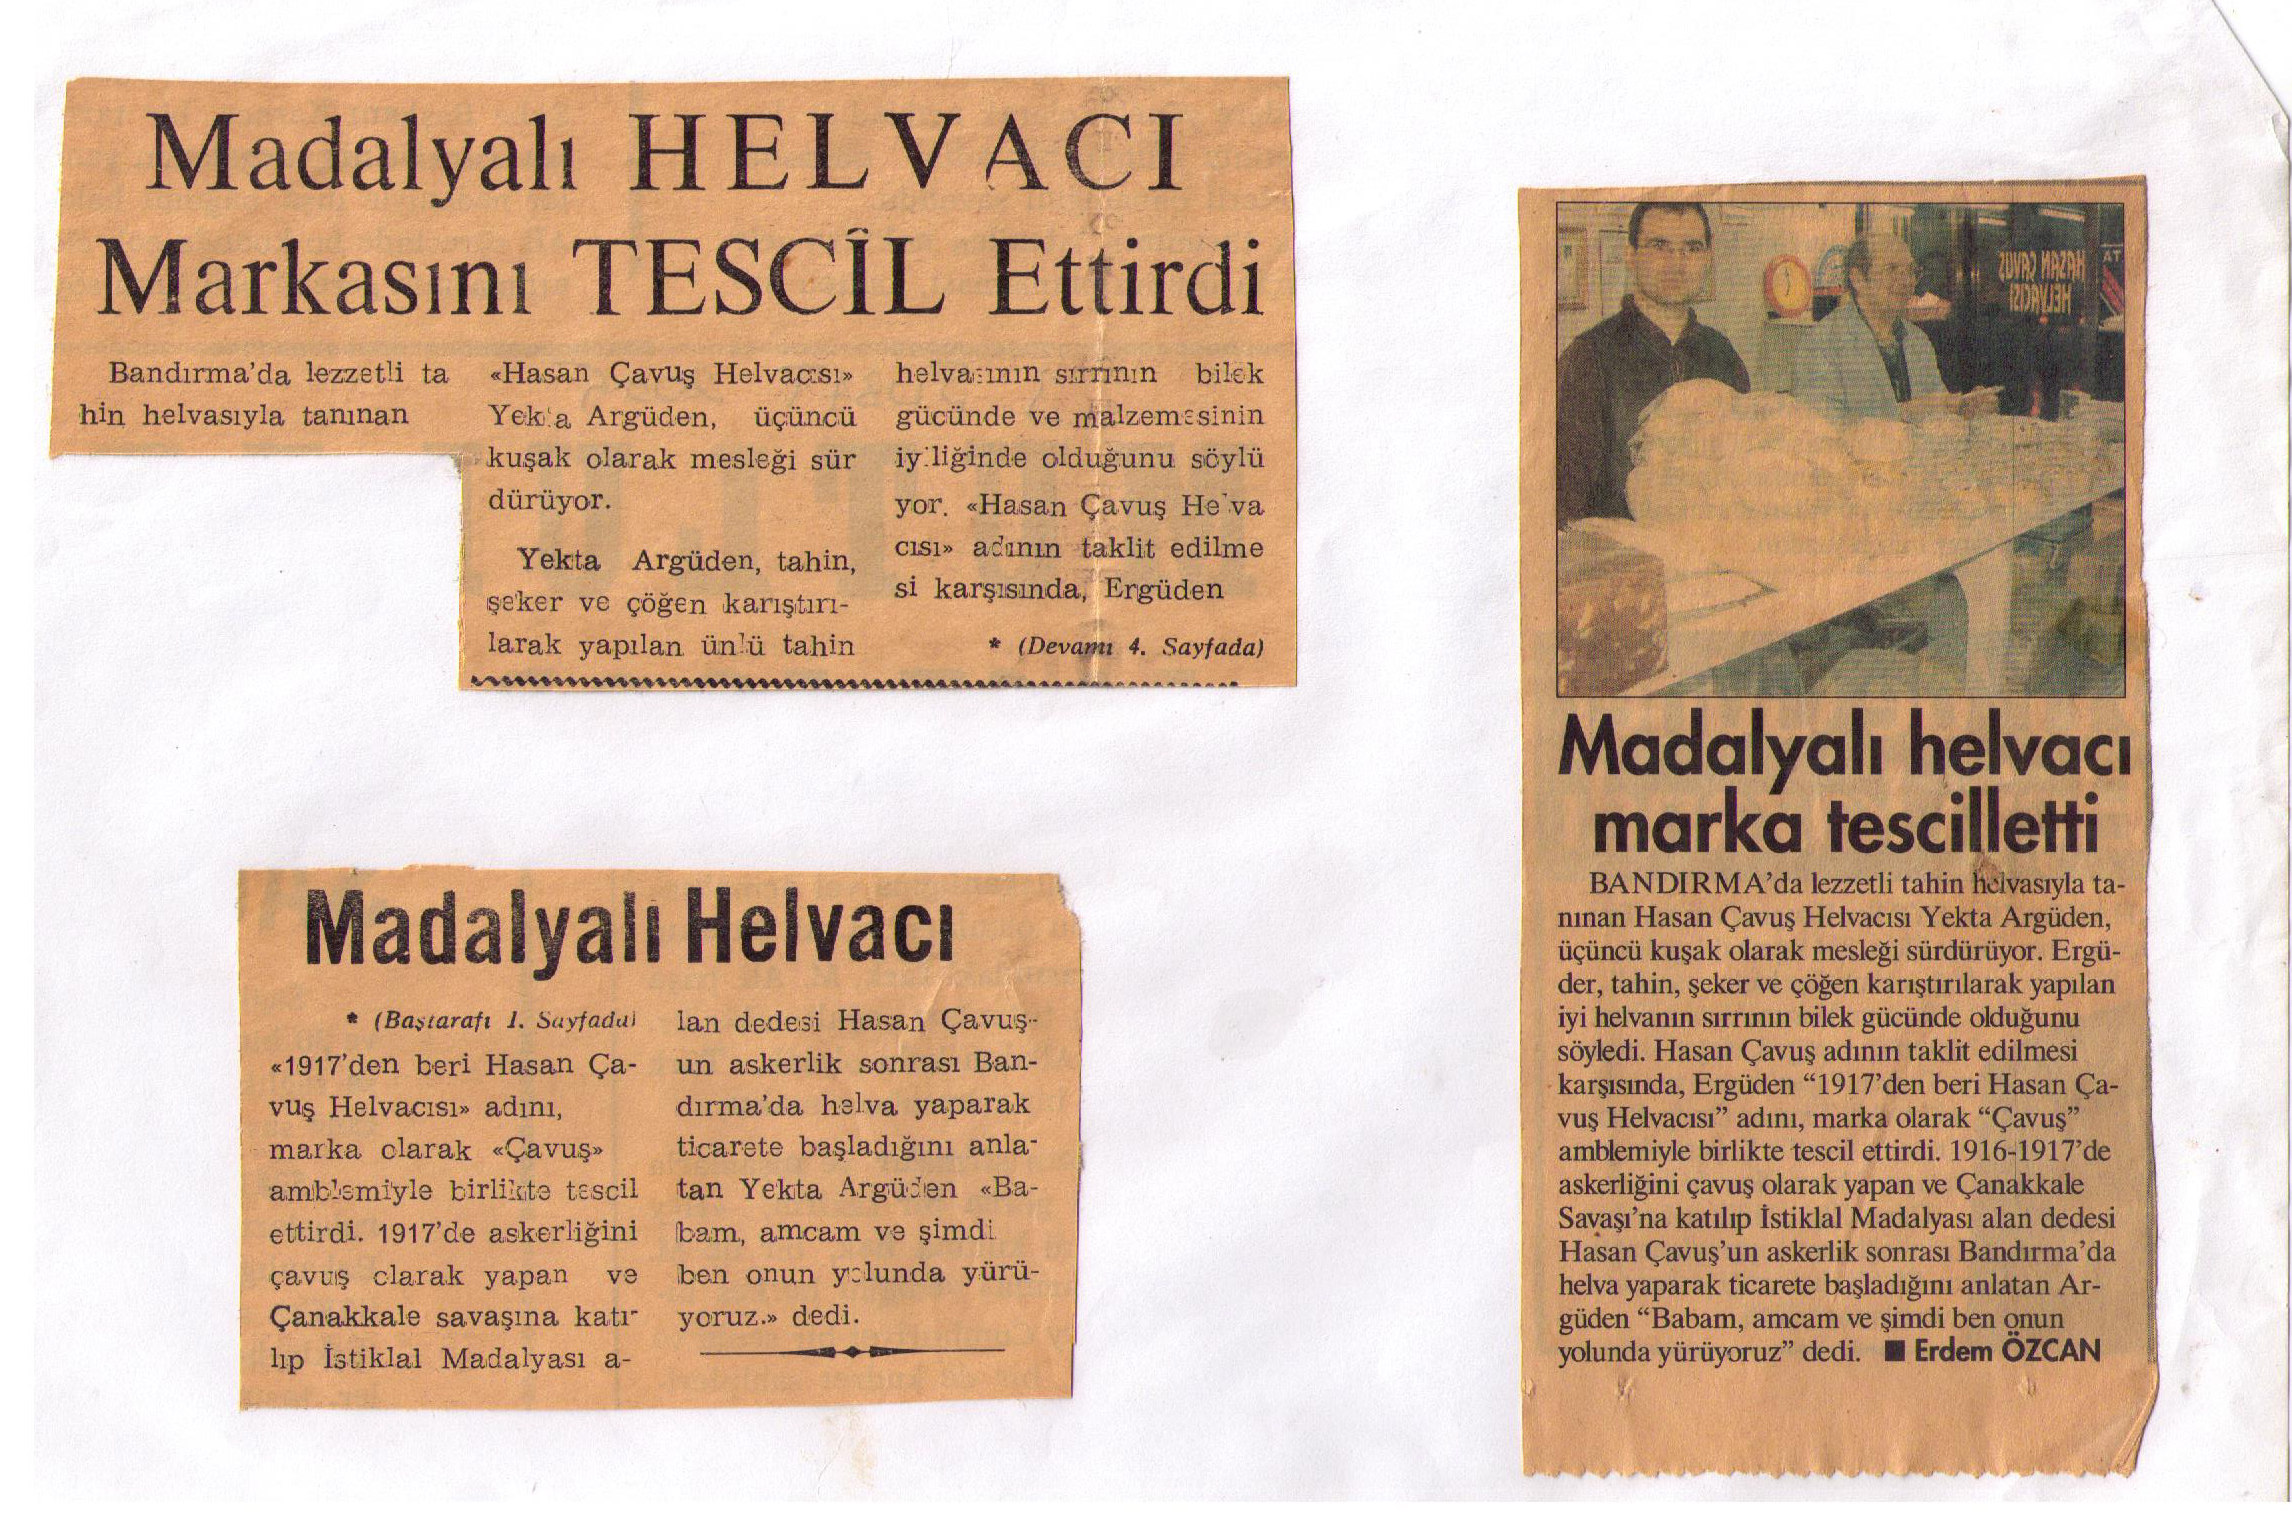 Madalyalı HELVACI
Markasını TESCİL Ettirdi
Bandırma'da lezzetli ta
hin helvasıyla tanınan
«Hasan Çavuş Helvacısı»
Yekta Argüden, üçüncü
kuşak olarak mesleği sür
dürüyor.
Yekta Argüden, tahin,
şeker ve çöğen karıştırı-
larak yapılan ünlü tahin
helvasının sırrının bilek
gücünde ve malzemesinin
iyiliğinde olduğunu söylü
yor. «Hasan Çavuş Helva
cısı» adının taklit edilme
si karşısında, Ergüden
* (Devamı 4. Sayfada)
Madalyalı Helvacı
* (Baştarafı 1. Sayfada)
«1917'den beri Hasan Ça-
vuş Helvacısı» adını,
marka olarak «Çavuş»
amblemiyle birlikte tescil
ettirdi. 1917'de askerliğini
çavuş olarak yapan ve
Çanakkale savaşına katı-
lıp İstiklal Madalyası a-
lan dedesi Hasan Çavuş-
un askerlik sonrası Ban-
dırma'da helva yaparak
ticarete başladığını anla-
tan Yekta Argüden «Ba-
bam, amcam ve şimdi
ben onun yolunda yürü-
yoruz.» dedi.
HASAN ÇAVUŞ
HELVACISI
TA
Madalyalı helvacı
marka tescilletti
BANDIRMA'da lezzetli tahin helvasıyla ta-
nınan Hasan Çavuş Helvacısı Yekta Argüden,
üçüncü kuşak olarak mesleği sürdürüyor. Ergü-
der, tahin, şeker ve çöğen karıştırılarak yapılan
iyi helvanın sırrının bilek gücünde olduğunu
söyledi. Hasan Çavuş adının taklit edilmesi
karşısında, Ergüden “1917'den beri Hasan Ça-
vuş Helvacısı” adını, marka olarak “Çavuş”
amblemiyle birlikte tescil ettirdi. 1916-1917'de
askerliğini çavuş olarak yapan ve Çanakkale
Savaşı'na katılıp İstiklal Madalyası alan dedesi
Hasan Çavuş'un askerlik sonrası Bandırma'da
helva yaparak ticarete başladığını anlatan Ar-
güden “Babam, amcam ve şimdi ben onun
yolunda yürüyoruz” dedi. ■ Erdem ÖZCAN